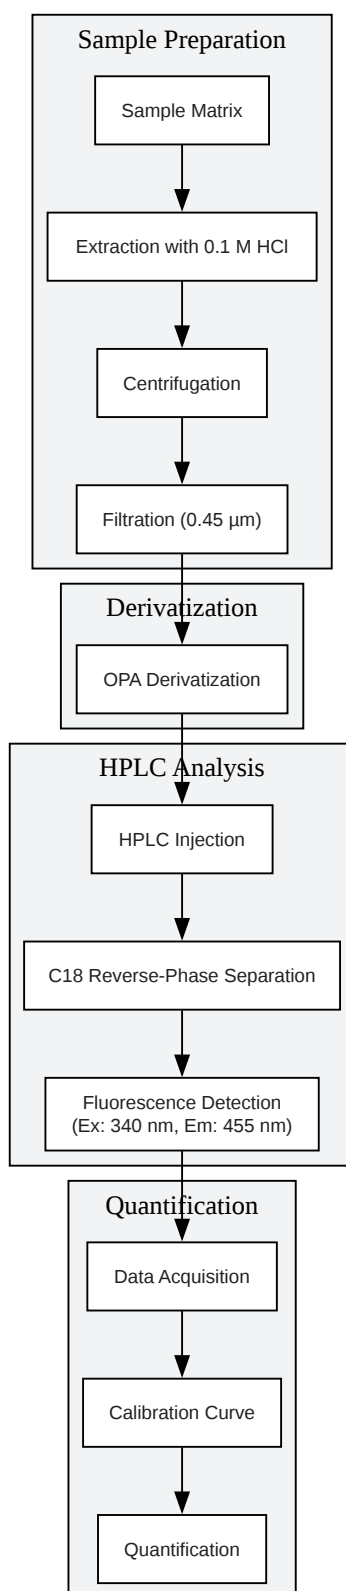 Sample Preparation
Sample Matrix
Extraction with 0.1 M HCl
Centrifugation
Filtration (0.45 µm)
Derivatization
OPA Derivatization
HPLC Analysis
HPLC Injection
C18 Reverse-Phase Separation
Fluorescence Detection
(Ex: 340 nm, Em: 455 nm)
Quantification
Data Acquisition
Calibration Curve
Quantification